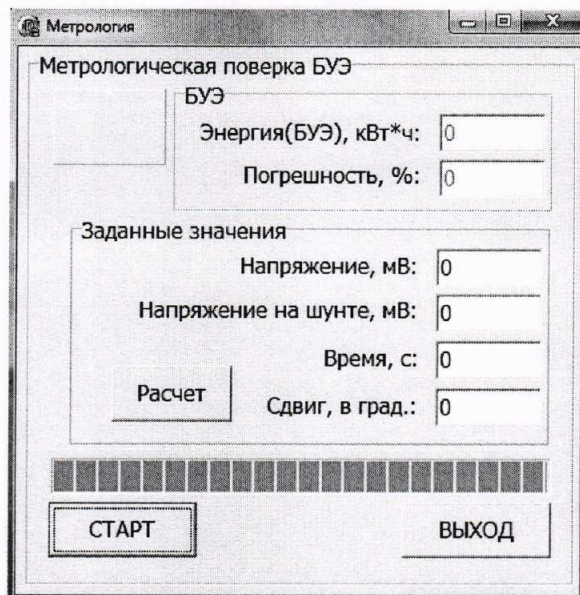 Метрология
Метрологическая поверка БУЭ
БУЭ
Энергия(БУЭ), кВт*ч: 0
Погрешность, %: 0
Заданные значения
Напряжение, мВ: 0
Напряжение на шунте, мВ: 0
Время, с: 0
Расчет
Сдвиг, в град.: 0
СТАРТ
ВЫХОД